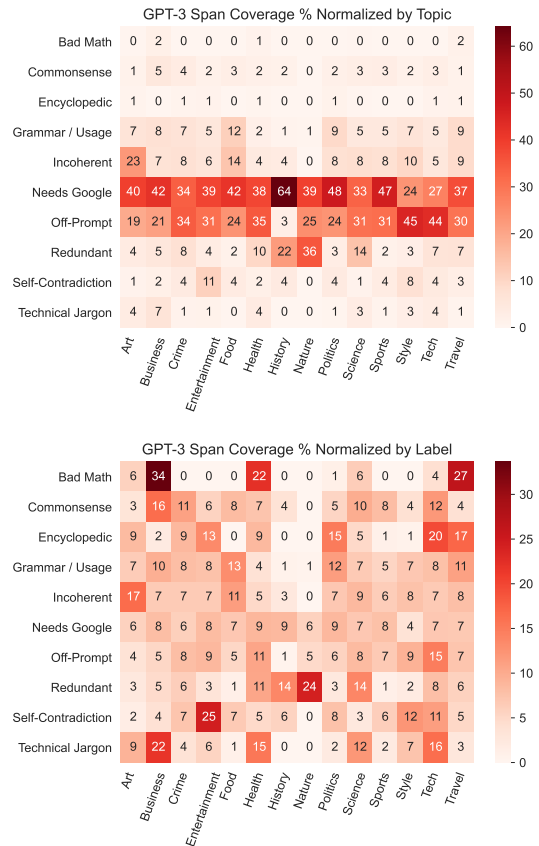 GPT-3 Span Coverage % Normalized by Topic
Bad Math 0 2 0 0 0 1 0 0 0 0 0 0 0 2
Commonsense 1 5 4 2 3 2 2 0 2 3 3 2 3 1
Encyclopedic 1 0 1 1 0 1 0 0 1 0 0 0 1 1
Grammar / Usage 7 8 7 5 12 2 1 1 9 5 5 7 5 9
Incoherent 23 7 8 6 14 4 4 0 8 8 8 10 5 9
Needs Google 40 42 34 39 42 38 64 39 48 33 47 24 27 37
Off-Prompt 19 21 34 31 24 35 3 25 24 31 31 45 44 30
Redundant 4 5 8 4 2 10 22 36 3 14 2 3 7 7
Self-Contradiction 1 2 4 11 4 2 4 0 4 1 4 8 4 3
Technical Jargon 4 7 1 1 0 4 0 0 1 3 1 3 4 1
Art Business Crime Entertainment Food Health History Nature Politics Science Sports Style Tech Travel
60
50
40
30
20
10
0
GPT-3 Span Coverage % Normalized by Label
Bad Math 6 34 0 0 0 22 0 0 1 6 0 0 4 27
Commonsense 3 16 11 6 8 7 4 0 5 10 8 4 12 4
Encyclopedic 9 2 9 13 0 9 0 0 15 5 1 1 20 17
Grammar / Usage 7 10 8 8 13 4 1 1 12 7 5 7 8 11
Incoherent 17 7 7 7 11 5 3 0 7 9 6 8 7 8
Needs Google 6 8 6 8 7 9 9 6 9 7 8 4 7 7
Off-Prompt 4 5 8 9 5 11 1 5 6 8 7 9 15 7
Redundant 3 5 6 3 1 11 14 24 3 14 1 2 8 6
Self-Contradiction 2 4 7 25 7 5 6 0 8 3 6 12 11 5
Technical Jargon 9 22 4 6 1 15 0 0 2 12 2 7 16 3
Art Business Crime Entertainment Food Health History Nature Politics Science Sports Style Tech Travel
30
25
20
15
10
5
0